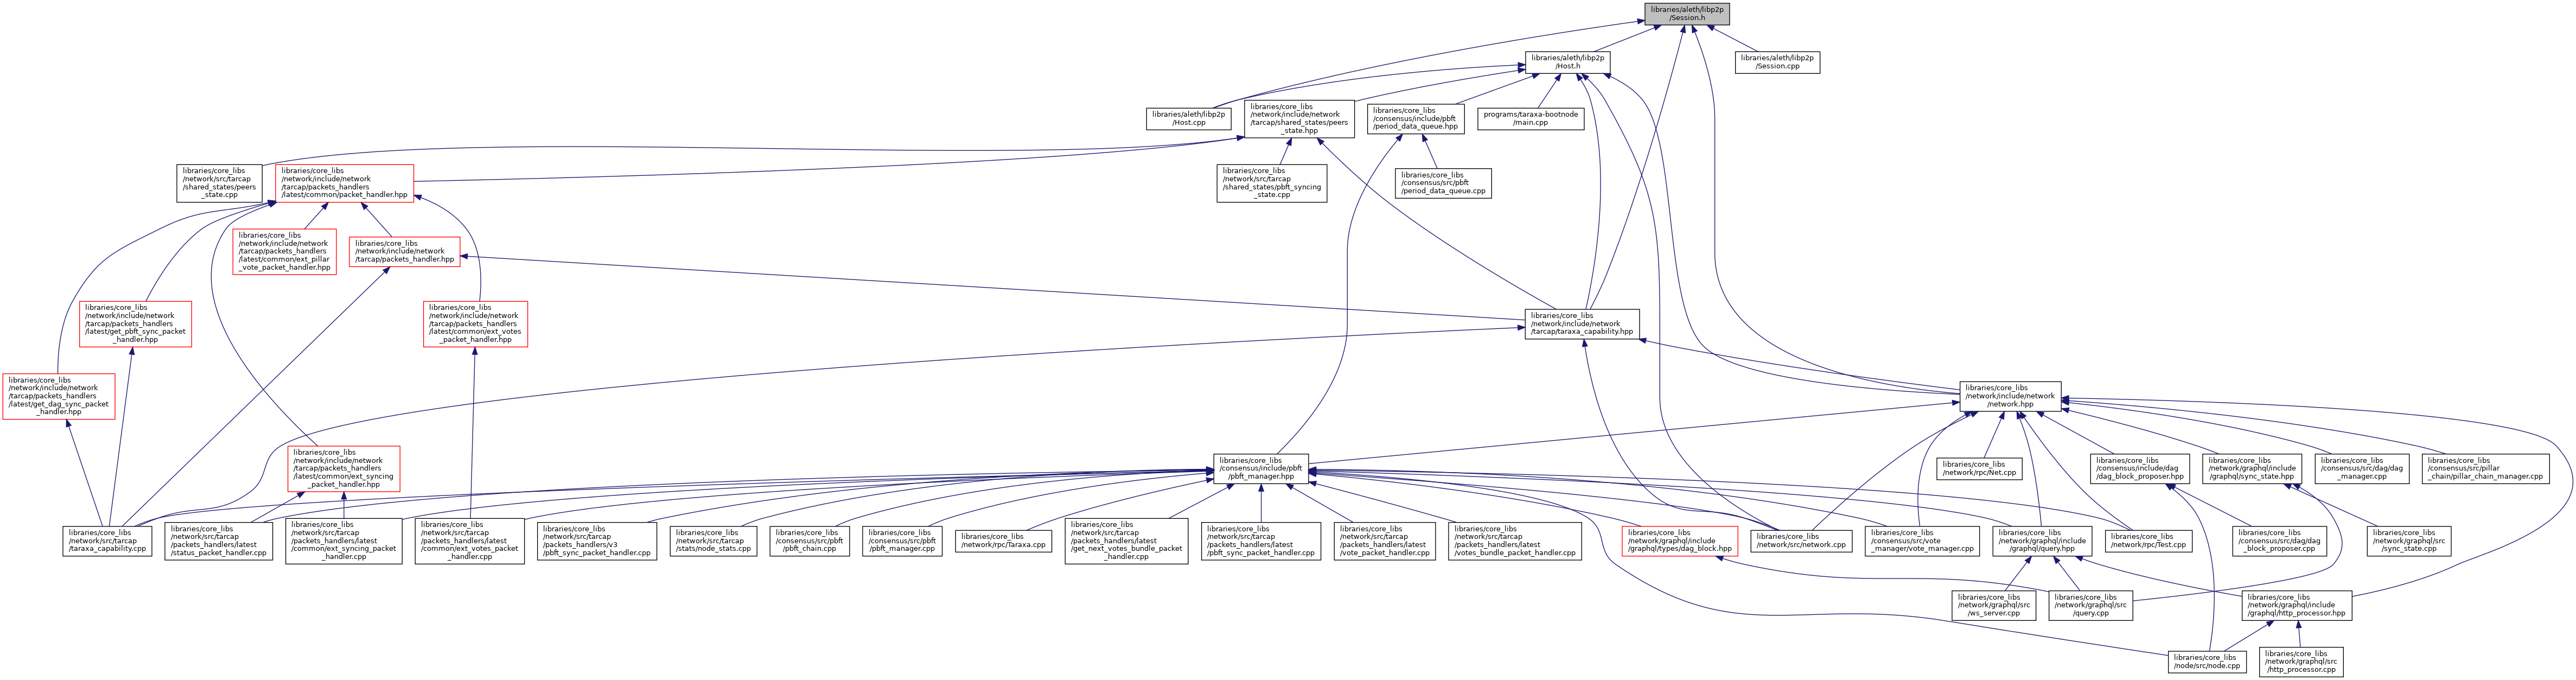 libraries/aleth/libp2p
/Session.h
libraries/aleth/libp2p
/Host.h
libraries/aleth/libp2p
/Session.cpp
libraries/aleth/libp2p
/Host.cpp
libraries/core_libs
/network/include/network
/tarcap/shared_states/peers
_state.hpp
libraries/core_libs
/consensus/include/pbft
/period_data_queue.hpp
programs/taraxa-bootnode
/main.cpp
libraries/core_libs
/network/src/tarcap
/shared_states/peers
_state.cpp
libraries/core_libs
/network/include/network
/tarcap/packets_handlers
/latest/common/packet_handler.hpp
libraries/core_libs
/network/src/tarcap
/shared_states/pbft_syncing
_state.cpp
libraries/core_libs
/consensus/src/pbft
/period_data_queue.cpp
libraries/core_libs
/network/include/network
/tarcap/packets_handlers
/latest/common/ext_pillar
_vote_packet_handler.hpp
libraries/core_libs
/network/include/network
/tarcap/packets_handler.hpp
libraries/core_libs
/network/include/network
/tarcap/packets_handlers
/latest/get_pbft_sync_packet
_handler.hpp
libraries/core_libs
/network/include/network
/tarcap/packets_handlers
/latest/common/ext_votes
_packet_handler.hpp
libraries/core_libs
/network/include/network
/tarcap/taraxa_capability.hpp
libraries/core_libs
/network/include/network
/tarcap/packets_handlers
/latest/get_dag_sync_packet
_handler.hpp
libraries/core_libs
/network/include/network
/network.hpp
libraries/core_libs
/network/include/network
/tarcap/packets_handlers
/latest/common/ext_syncing
_packet_handler.hpp
libraries/core_libs
/consensus/include/pbft
/pbft_manager.hpp
libraries/core_libs
/network/rpc/Net.cpp
libraries/core_libs
/consensus/include/dag
/dag_block_proposer.hpp
libraries/core_libs
/network/graphql/include
/graphql/sync_state.hpp
libraries/core_libs
/consensus/src/dag/dag
_manager.cpp
libraries/core_libs
/consensus/src/pillar
_chain/pillar_chain_manager.cpp
libraries/core_libs
/network/src/tarcap
/taraxa_capability.cpp
libraries/core_libs
/network/src/tarcap
/packets_handlers/latest
/status_packet_handler.cpp
libraries/core_libs
/network/src/tarcap
/packets_handlers/latest
/common/ext_syncing_packet
_handler.cpp
libraries/core_libs
/network/src/tarcap
/packets_handlers/latest
/common/ext_votes_packet
_handler.cpp
libraries/core_libs
/network/src/tarcap
/packets_handlers/v3
/pbft_sync_packet_handler.cpp
libraries/core_libs
/network/src/tarcap
/stats/node_stats.cpp
libraries/core_libs
/consensus/src/pbft
/pbft_chain.cpp
libraries/core_libs
/consensus/src/pbft
/pbft_manager.cpp
libraries/core_libs
/network/rpc/Taraxa.cpp
libraries/core_libs
/network/src/tarcap
/packets_handlers/latest
/get_next_votes_bundle_packet
_handler.cpp
libraries/core_libs
/network/src/tarcap
/packets_handlers/latest
/pbft_sync_packet_handler.cpp
libraries/core_libs
/network/src/tarcap
/packets_handlers/latest
/vote_packet_handler.cpp
libraries/core_libs
/network/src/tarcap
/packets_handlers/latest
/votes_bundle_packet_handler.cpp
libraries/core_libs
/network/graphql/include
/graphql/types/dag_block.hpp
libraries/core_libs
/network/src/network.cpp
libraries/core_libs
/consensus/src/vote
_manager/vote_manager.cpp
libraries/core_libs
/network/graphql/include
/graphql/query.hpp
libraries/core_libs
/network/rpc/Test.cpp
libraries/core_libs
/consensus/src/dag/dag
_block_proposer.cpp
libraries/core_libs
/network/graphql/src
/sync_state.cpp
libraries/core_libs
/network/graphql/src
/ws_server.cpp
libraries/core_libs
/network/graphql/src
/query.cpp
libraries/core_libs
/network/graphql/include
/graphql/http_processor.hpp
libraries/core_libs
/node/src/node.cpp
libraries/core_libs
/network/graphql/src
/http_processor.cpp